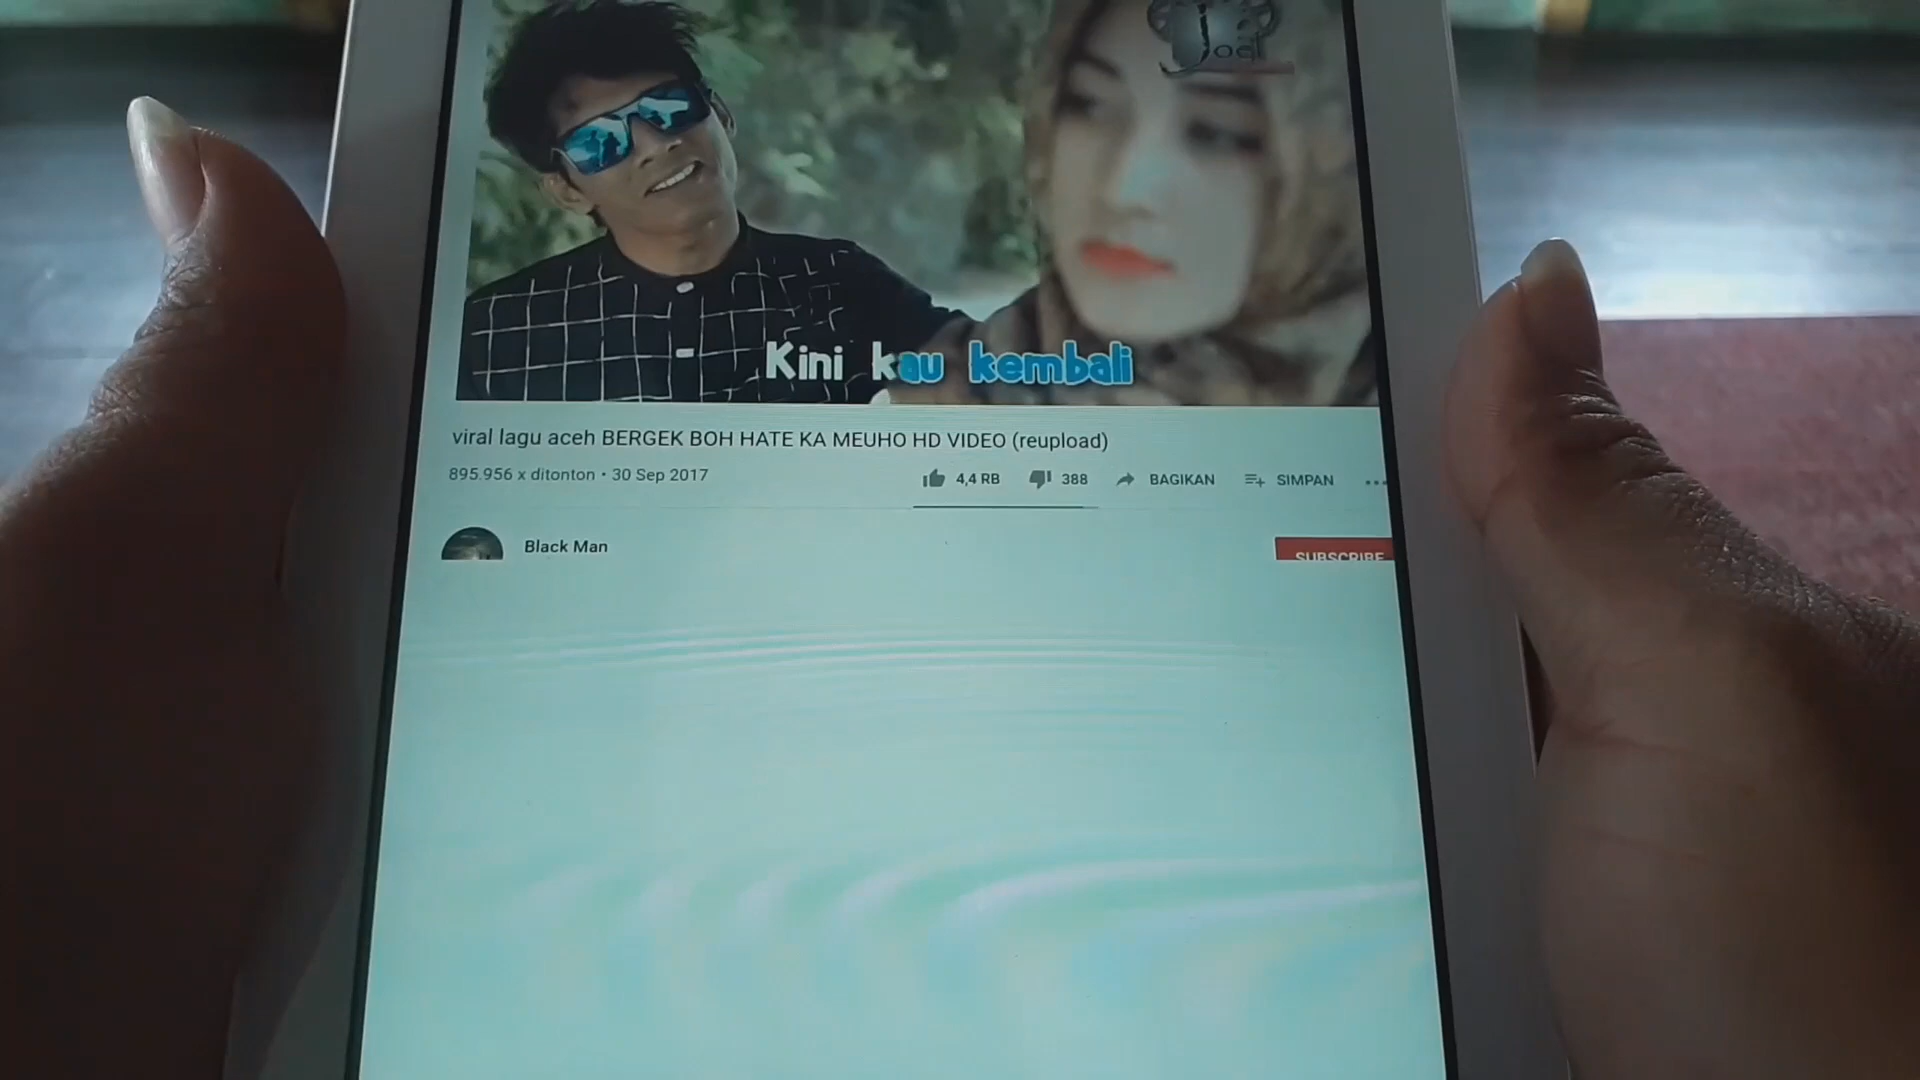 Jogt
Kini kau kembali
viral lagu aceh BERGEK BOH HATE KA MEUHO HD VIDEO (reupload)
895.956 x ditonton • 30 Sep 2017 4,4 RB 388 BAGIKAN SIMPAN
Black Man SUBSCRIBE